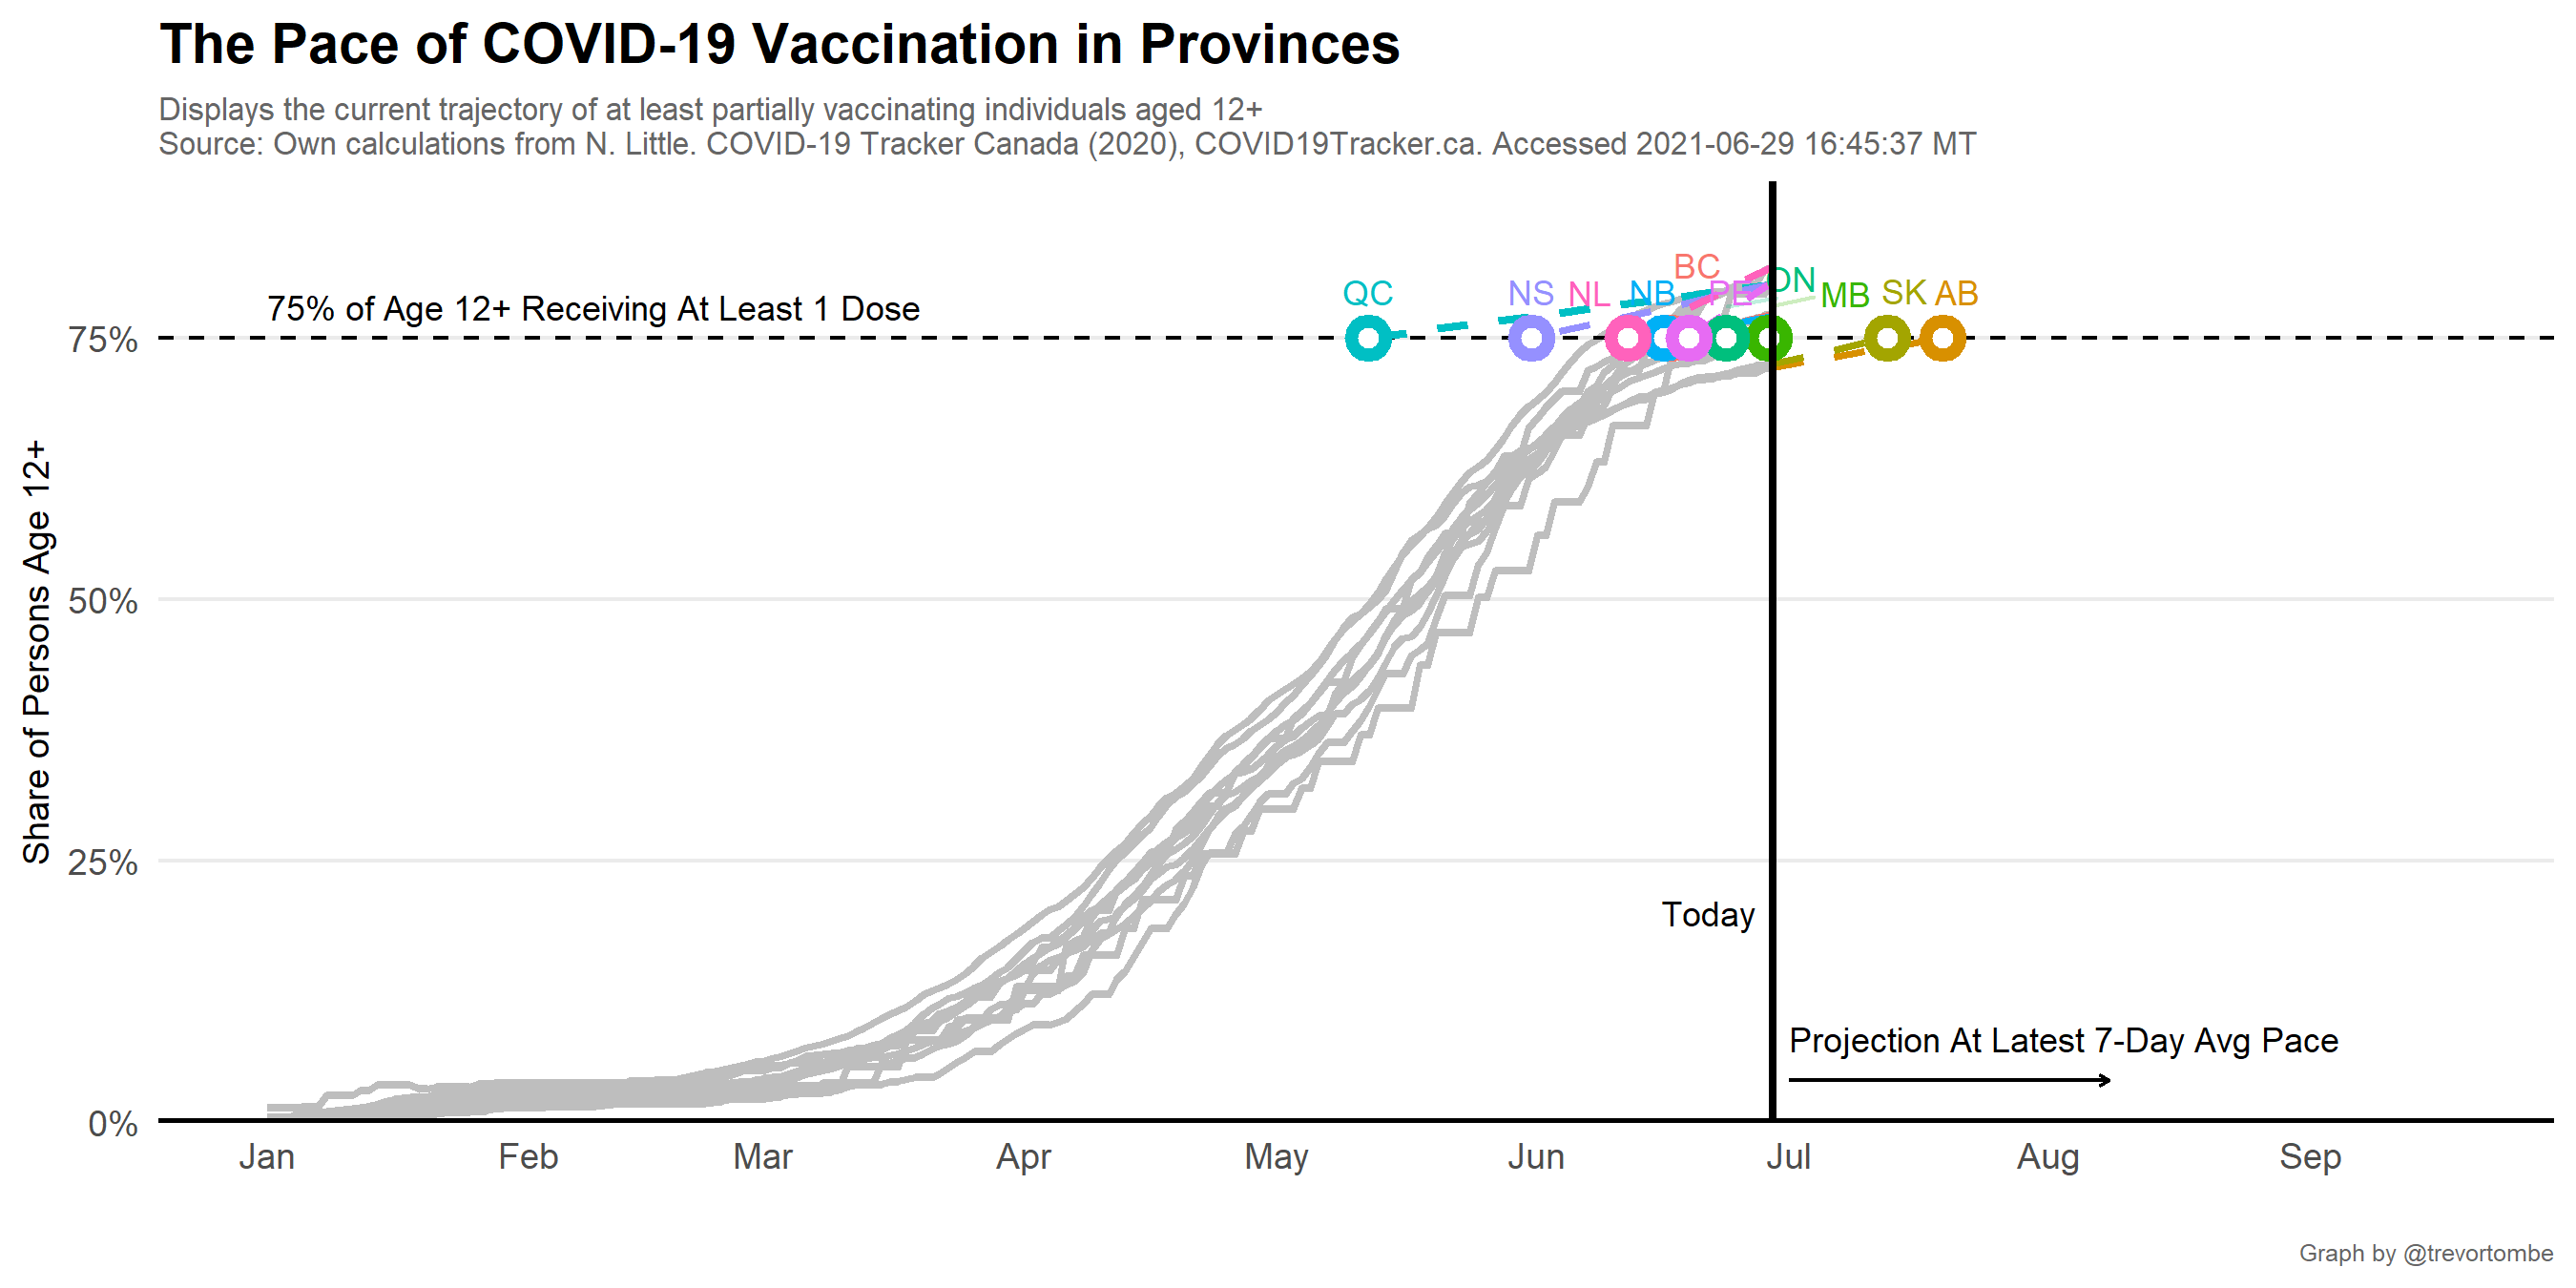 The Pace of COVID-19 Vaccination in Provinces
Displays the current trajectory of at least partially vaccinating individuals aged 12+
Source: Own calculations from N. Little. COVID-19 Tracker Canada (2020), COVID19Tracker.ca. Accessed 2021-06-29 16:45:37 MT
BC
QC NS NL NB PE ON MB SK AB
75% of Age 12+ Receiving At Least 1 Dose
75%
50%
25%
0%
Share of Persons Age 12+
Today
Projection At Latest 7-Day Avg Pace
Jan Feb Mar Apr May Jun Jul Aug Sep
Graph by @trevortombe